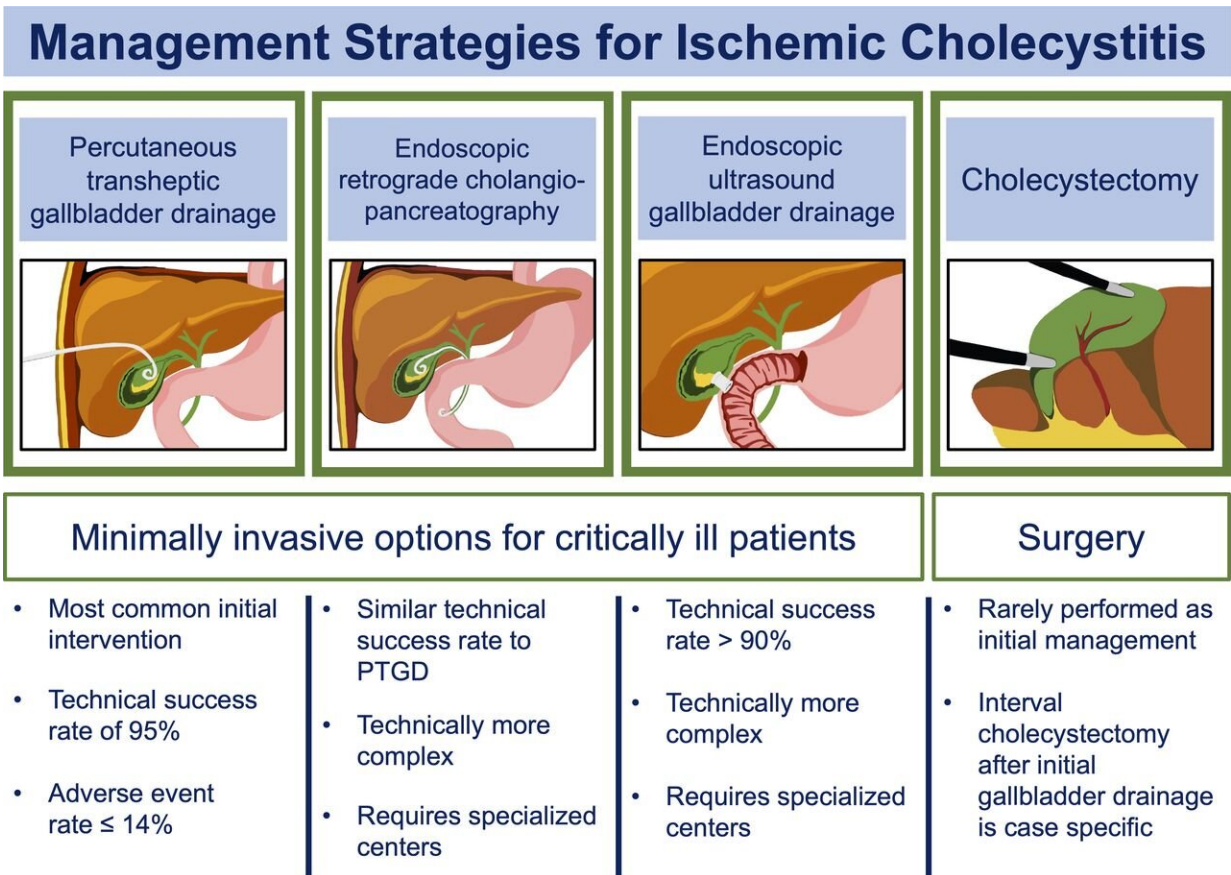 Management Strategies for Ischemic Cholecystitis
Percutaneous
transheptic
gallbladder drainage
Endoscopic
retrograde cholangio-
pancreatography
Endoscopic
ultrasound
gallbladder drainage
Cholecystectomy
Minimally invasive options for critically ill patients
Surgery
• Most common initial
intervention
• Technical success
rate of 95%
• Adverse event
rate ≤ 14%
• Similar technical
success rate to
PTGD
• Technically more
complex
• Requires specialized
centers
• Technical success
rate > 90%
• Technically more
complex
• Requires specialized
centers
• Rarely performed as
initial management
• Interval
cholecystectomy
after initial
gallbladder drainage
is case specific